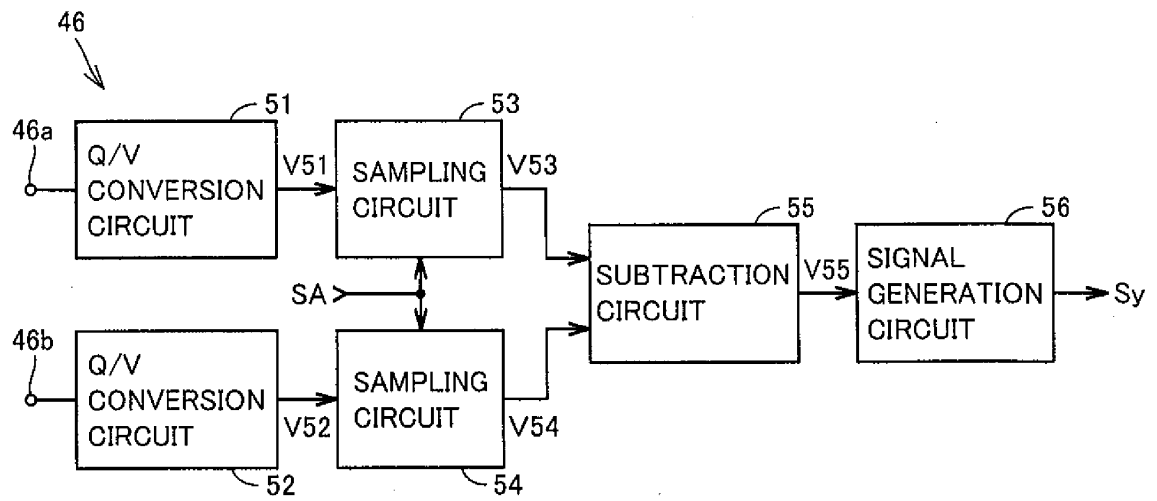 46
46a
51
Q/V
CONVERSION
CIRCUIT
V51
53
SAMPLING
CIRCUIT
V53
SA
46b
Q/V
CONVERSION
CIRCUIT
52
V52
SAMPLING
CIRCUIT
54
V54
55
SUBTRACTION
CIRCUIT
V55
56
SIGNAL
GENERATION
CIRCUIT
Sy